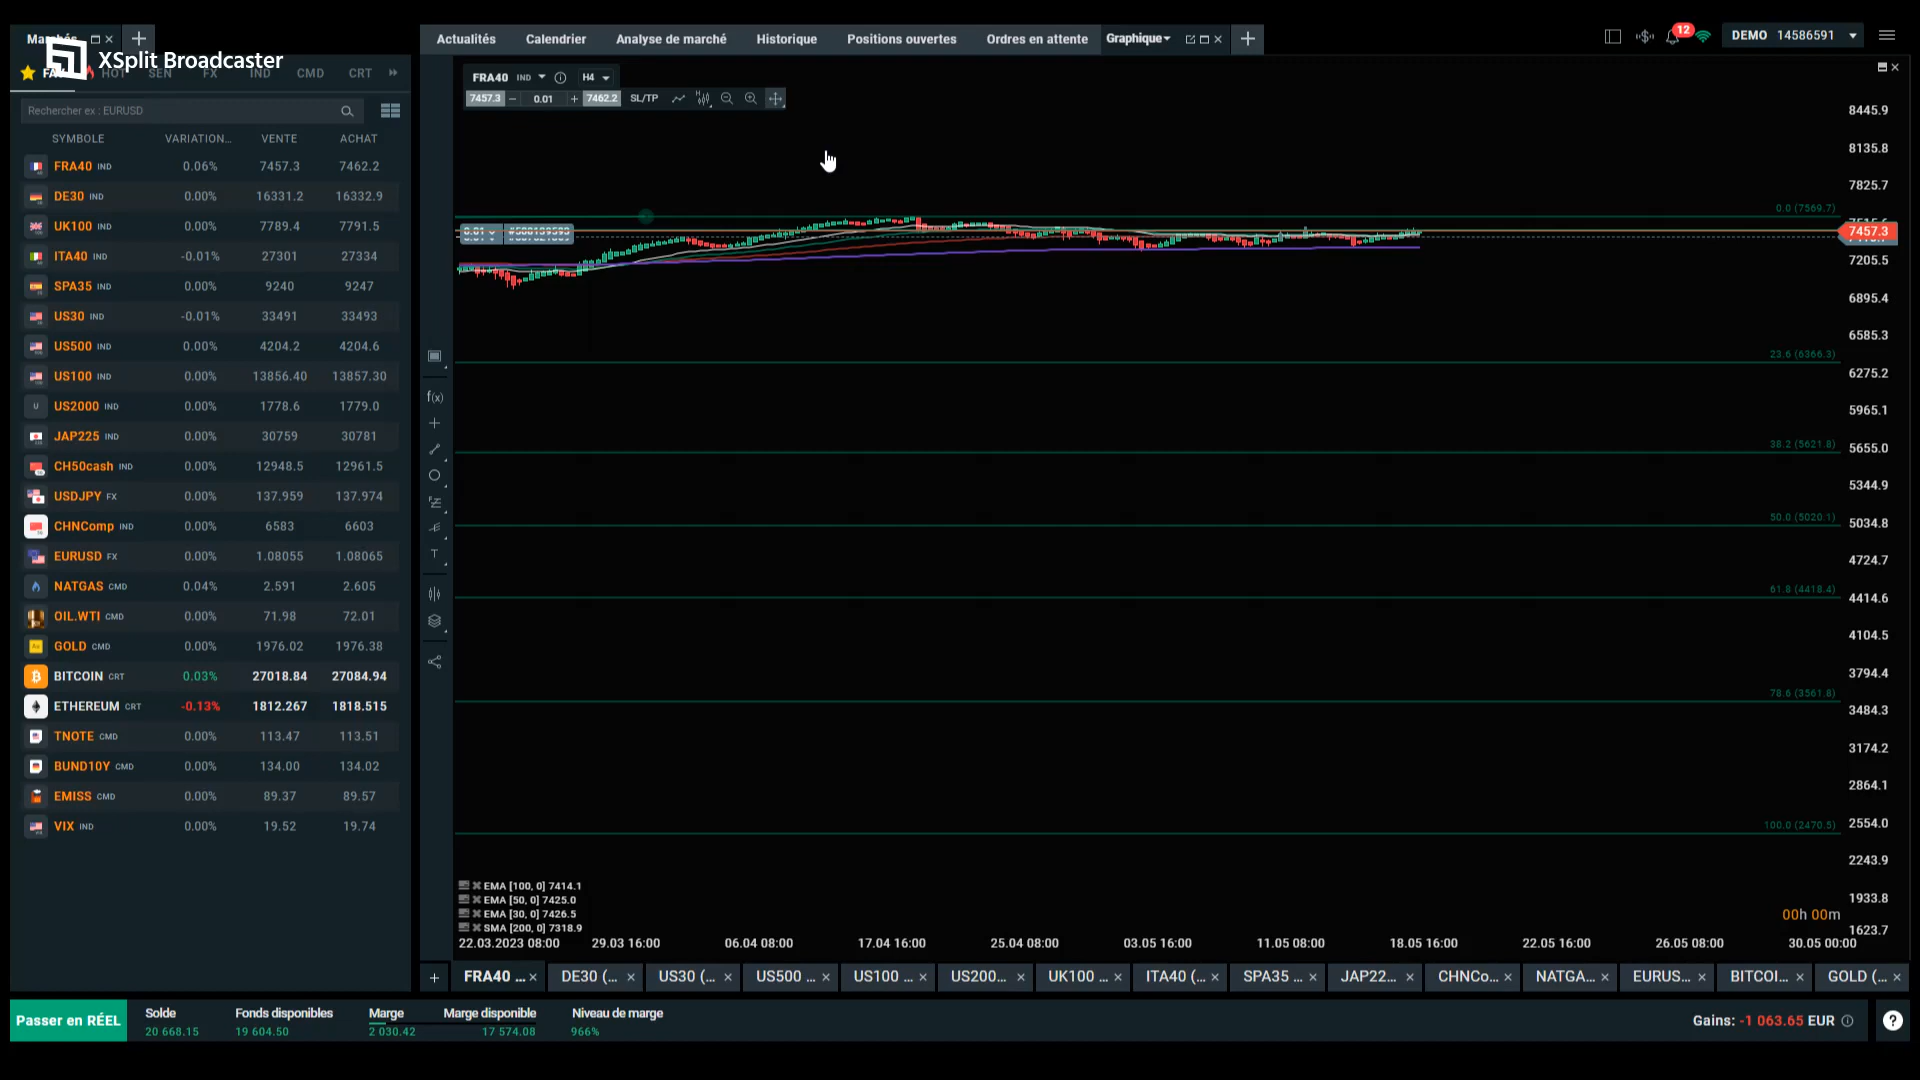 Marchés
XSplit Broadcaster
Actualités Calendrier Analyse de marché Historique Positions ouvertes Ordres en attente Graphique
12
DEMO 14586591
FAV HOT SEN FX IND CMD CRT
FRA40 IND H4
7457.3 − 0.01 + 7462.2 SL/TP
Rechercher ex : EURUSD
SYMBOLE VARIATION... VENTE ACHAT
FRA40 IND 0.06% 7457.3 7462.2
DE30 IND 0.00% 16331.2 16332.9
UK100 IND 0.00% 7789.4 7791.5
ITA40 IND -0.01% 27301 27334
SPA35 IND 0.00% 9240 9247
US30 IND -0.01% 33491 33493
US500 IND 0.00% 4204.2 4204.6
US100 IND 0.00% 13856.40 13857.30
US2000 IND 0.00% 1778.6 1779.0
JAP225 IND 0.00% 30759 30781
CH50cash IND 0.00% 12948.5 12961.5
USDJPY FX 0.00% 137.959 137.974
CHNComp IND 0.00% 6583 6603
EURUSD FX 0.00% 1.08055 1.08065
NATGAS CMD 0.04% 2.591 2.605
OIL.WTI CMD 0.00% 71.98 72.01
GOLD CMD 0.00% 1976.02 1976.38
BITCOIN CRT 0.03% 27018.84 27084.94
ETHEREUM CRT -0.13% 1812.267 1818.515
TNOTE CMD 0.00% 113.47 113.51
BUND10Y CMD 0.00% 134.00 134.02
EMISS CMD 0.00% 89.37 89.57
VIX IND 0.00% 19.52 19.74
f(x)
T
0.0 (7569.7)
23.6 (6366.3)
38.2 (5621.8)
50.0 (5020.1)
61.8 (4418.4)
78.6 (3561.8)
100.0 (2470.5)
8445.9
8135.8
7825.7
7457.3
7205.5
6895.4
6585.3
6275.2
5965.1
5655.0
5344.9
5034.8
4724.7
4414.6
4104.5
3794.4
3484.3
3174.2
2864.1
2554.0
2243.9
1933.8
1623.7
EMA [100, 0] 7414.1
EMA [50, 0] 7425.0
EMA [30, 0] 7426.5
SMA [200, 0] 7318.9
00h 00m
22.03.2023 08:00 29.03 16:00 06.04 08:00 17.04 16:00 25.04 08:00 03.05 16:00 11.05 08:00 18.05 16:00 22.05 16:00 26.05 08:00 30.05 00:00
FRA40 ... DE30 (... US30 (... US500 ... US100 ... US200... UK100 ... ITA40 (... SPA35 ... JAP22... CHNCo... NATGA... EURUS... BITCOI... GOLD (...
Passer en RÉEL
Solde Fonds disponibles Marge Marge disponible Niveau de marge
20 668.15 19 604.50 2 030.42 17 574.08 966%
Gains: -1 063.65 EUR
?